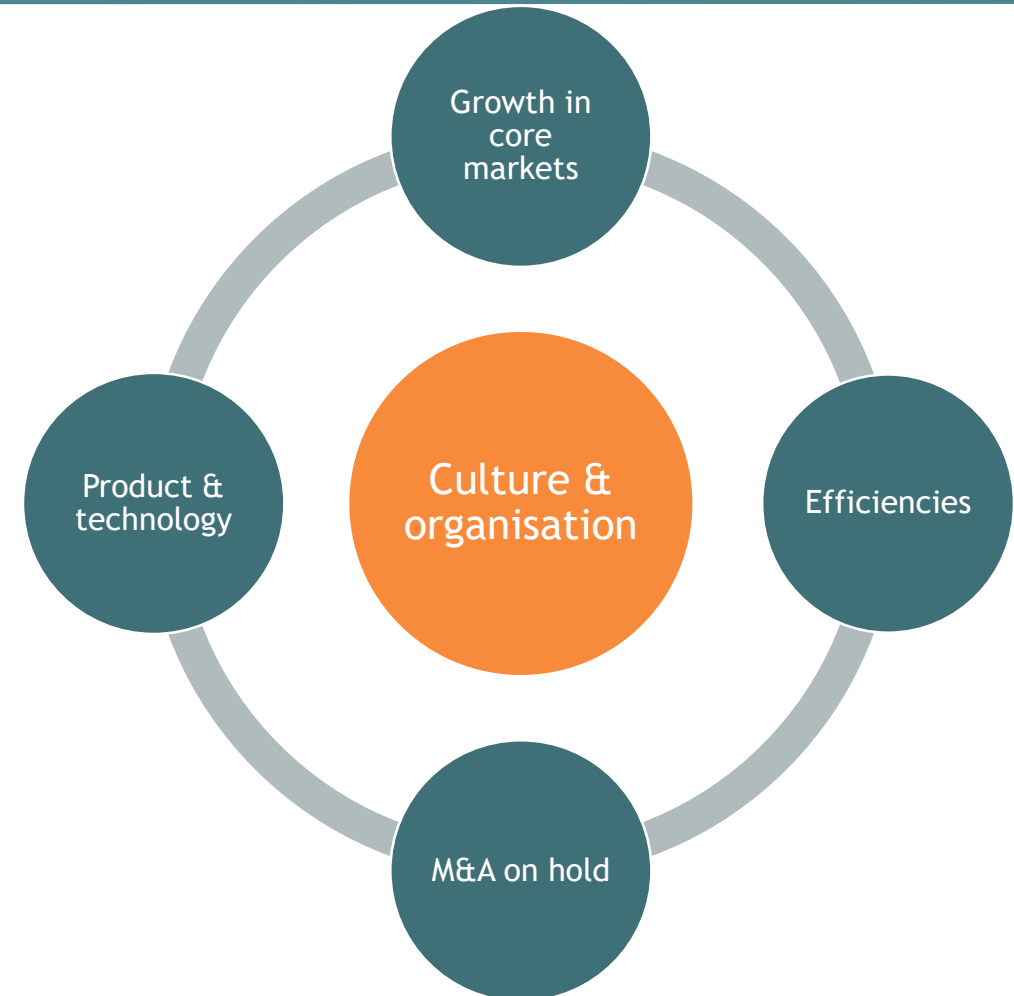 Growth in
core
markets
Product &
technology
Culture &
organisation
Efficiencies
M&A on hold